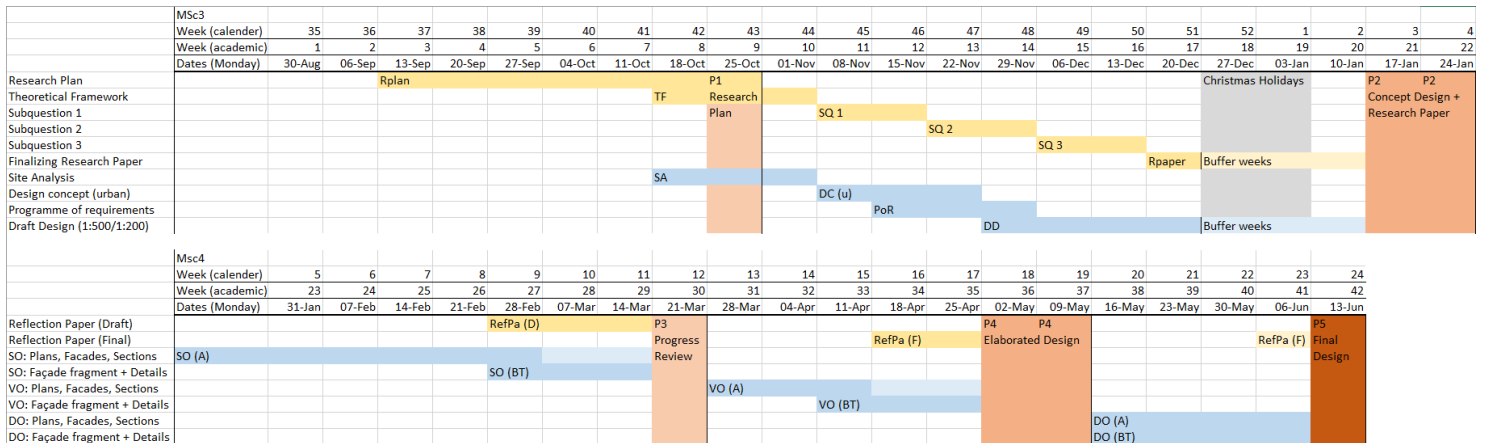 MSc3
Week (calender) 35 36 37 38 39 40 41 42 43 44 45 46 47 48 49 50 51 52 1 2 3 4
Week (academic) 1 2 3 4 5 6 7 8 9 10 11 12 13 14 15 16 17 18 19 20 21 22
Dates (Monday) 30-Aug 06-Sep 13-Sep 20-Sep 27-Sep 04-Oct 11-Oct 18-Oct 25-Oct 01-Nov 08-Nov 15-Nov 22-Nov 29-Nov 06-Dec 13-Dec 20-Dec 27-Dec 03-Jan 10-Jan 17-Jan 24-Jan
Research Plan Rplan P1 Christmas Holidays P2 P2
Theoretical Framework TF Research Concept Design +
Subquestion 1 Plan SQ 1 Research Paper
Subquestion 2 SQ 2
Subquestion 3 SQ 3
Finalizing Research Paper Rpaper Buffer weeks
Site Analysis SA
Design concept (urban) DC (u)
Programme of requirements PoR
Draft Design (1:500/1:200) DD Buffer weeks
Msc4
Week (calender) 5 6 7 8 9 10 11 12 13 14 15 16 17 18 19 20 21 22 23 24
Week (academic) 23 24 25 26 27 28 29 30 31 32 33 34 35 36 37 38 39 40 41 42
Dates (Monday) 31-Jan 07-Feb 14-Feb 21-Feb 28-Feb 07-Mar 14-Mar 21-Mar 28-Mar 04-Apr 11-Apr 18-Apr 25-Apr 02-May 09-May 16-May 23-May 30-May 06-Jun 13-Jun
Reflection Paper (Draft) RefPa (D) P3 P4 P4 P5
Reflection Paper (Final) Progress RefPa (F) Elaborated Design RefPa (F) Final
SO: Plans, Facades, Sections SO (A) Review Design
SO: Façade fragment + Details SO (BT)
VO: Plans, Facades, Sections VO (A)
VO: Façade fragment + Details VO (BT)
DO: Plans, Facades, Sections DO (A)
DO: Façade fragment + Details DO (BT)